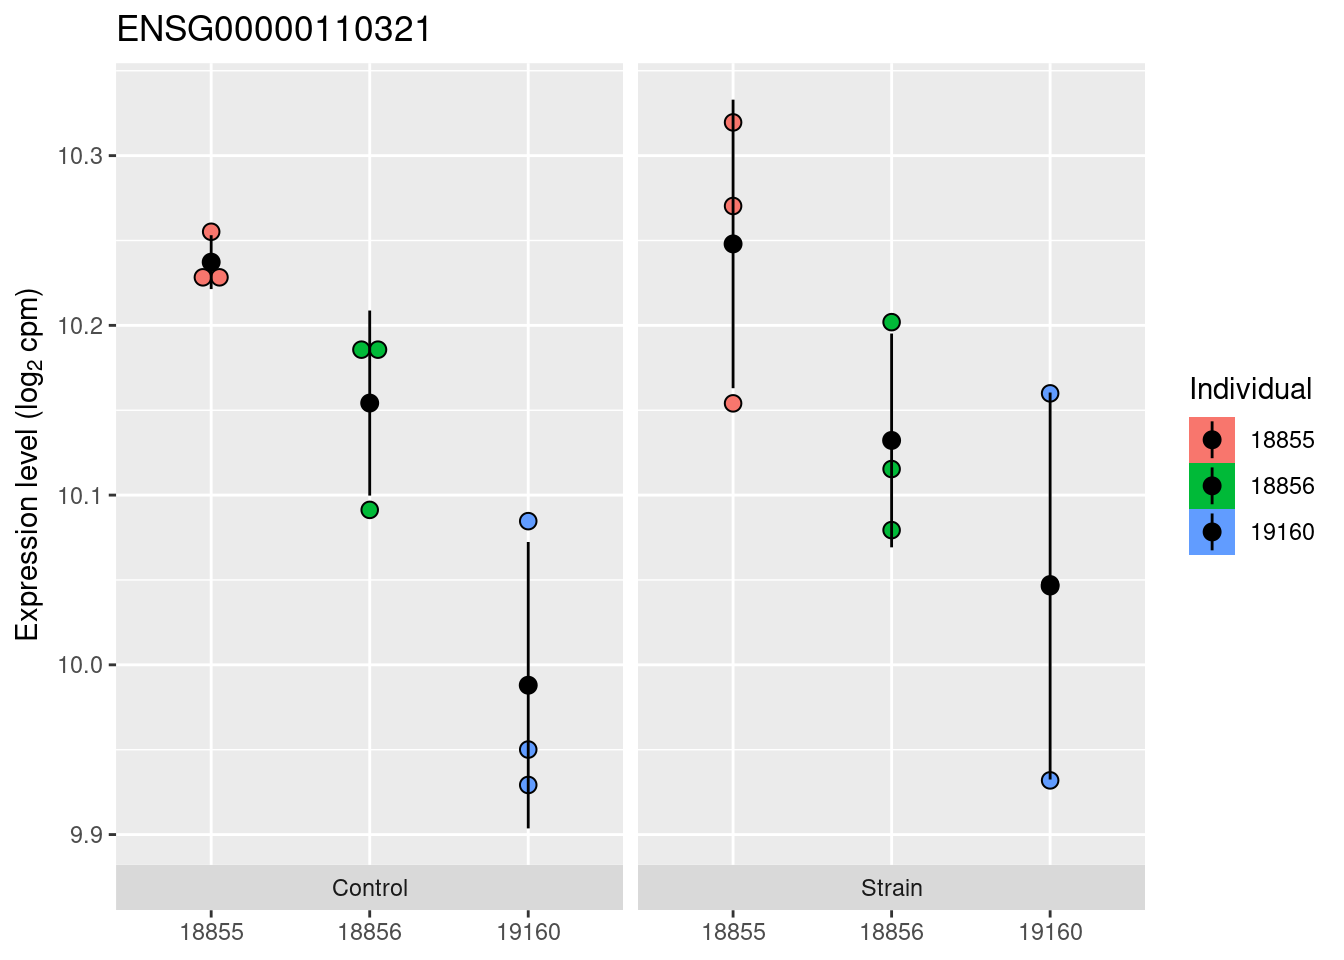 ENSG00000110321
Expression level (log₂ cpm)
10.3
10.2
10.1
10.0
9.9
Control
Strain
18855 18856 19160
18855 18856 19160
Individual
18855
18856
19160